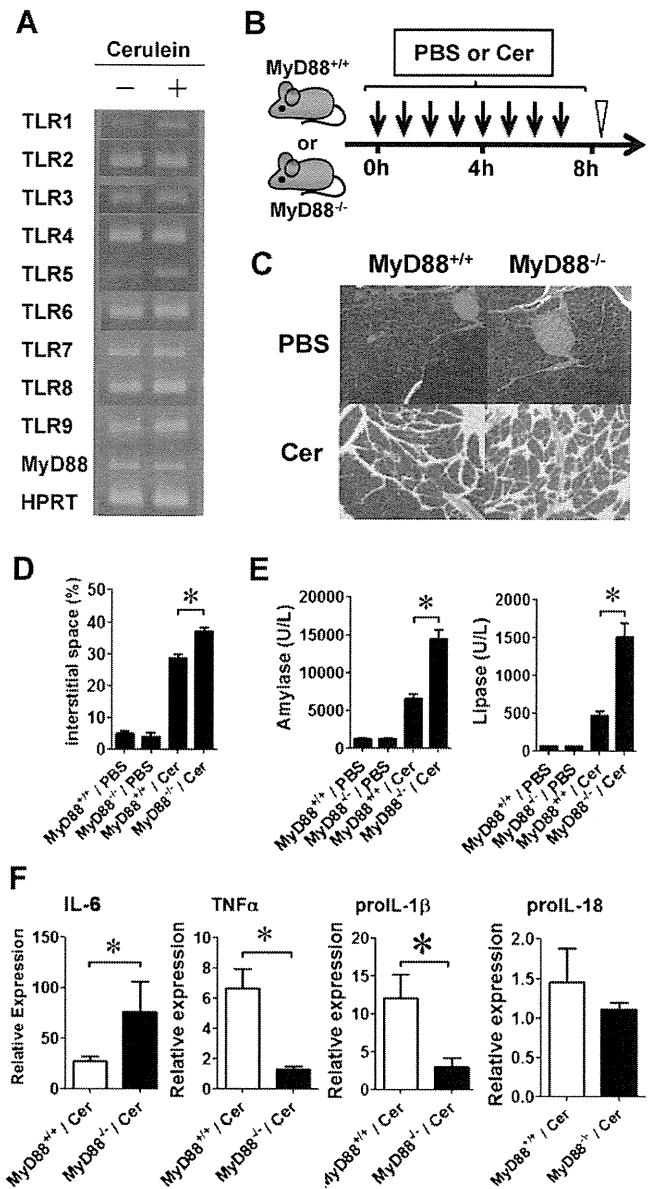 A
Cerulein
− +
TLR1
TLR2
TLR3
TLR4
TLR5
TLR6
TLR7
TLR8
TLR9
MyD88
HPRT
B
PBS or Cer
MyD88+/+
or
MyD88-/-
0h 4h 8h
C
MyD88+/+ MyD88-/-
PBS
Cer
D
interstitial space (%)
50
40
30
20
10
0
*
MyD88+/+ / PBS
MyD88-/- / PBS
MyD88+/+ / Cer
MyD88-/- / Cer
E
Amylase (U/L)
20000
15000
10000
5000
0
*
MyD88+/+ / PBS
MyD88-/- / PBS
MyD88+/+ / Cer
MyD88-/- / Cer
Lipase (U/L)
2000
1500
1000
500
0
*
MyD88+/+ / PBS
MyD88-/- / PBS
MyD88+/+ / Cer
MyD88-/- / Cer
F
IL-6
Relative Expression
150
100
50
0
*
MyD88+/+ / Cer
MyD88-/- / Cer
TNFα
Relative expression
8
6
4
2
0
*
MyD88+/+ / Cer
MyD88-/- / Cer
proIL-1β
Relative expression
20
15
10
5
0
*
MyD88+/+ / Cer
MyD88-/- / Cer
proIL-18
Relative expression
2.0
1.5
1.0
0.5
0.0
MyD88+/+ / Cer
MyD88-/- / Cer